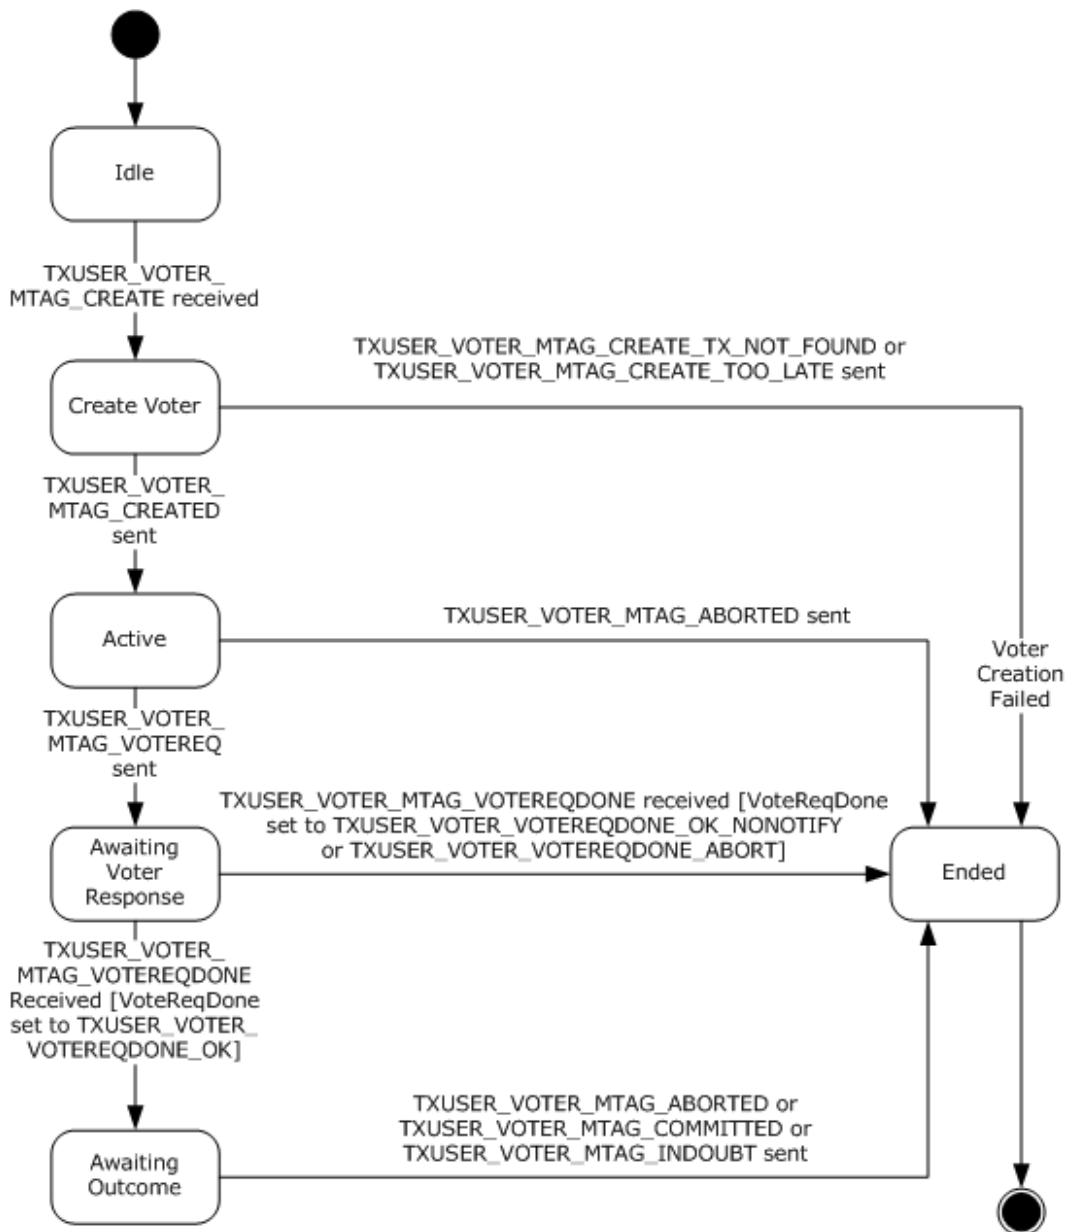 Idle
TXUSER_VOTER_
MTAG_CREATE received
TXUSER_VOTER_MTAG_CREATE_TX_NOT_FOUND or
TXUSER_VOTER_MTAG_CREATE_TOO_LATE sent
Create Voter
TXUSER_VOTER_
MTAG_CREATED
sent
Active
TXUSER_VOTER_MTAG_ABORTED sent
Voter
Creation
Failed
TXUSER_VOTER_
MTAG_VOTEREQ
sent
TXUSER_VOTER_MTAG_VOTEREQDONE received [VoteReqDone
set to TXUSER_VOTER_VOTEREQDONE_OK_NONOTIFY
or TXUSER_VOTER_VOTEREQDONE_ABORT]
Awaiting
Voter
Response
Ended
TXUSER_VOTER_
MTAG_VOTEREQDONE
Received [VoteReqDone
set to TXUSER_VOTER_
VOTEREQDONE_OK]
TXUSER_VOTER_MTAG_ABORTED or
TXUSER_VOTER_MTAG_COMMITTED or
TXUSER_VOTER_MTAG_INDOUBT sent
Awaiting
Outcome